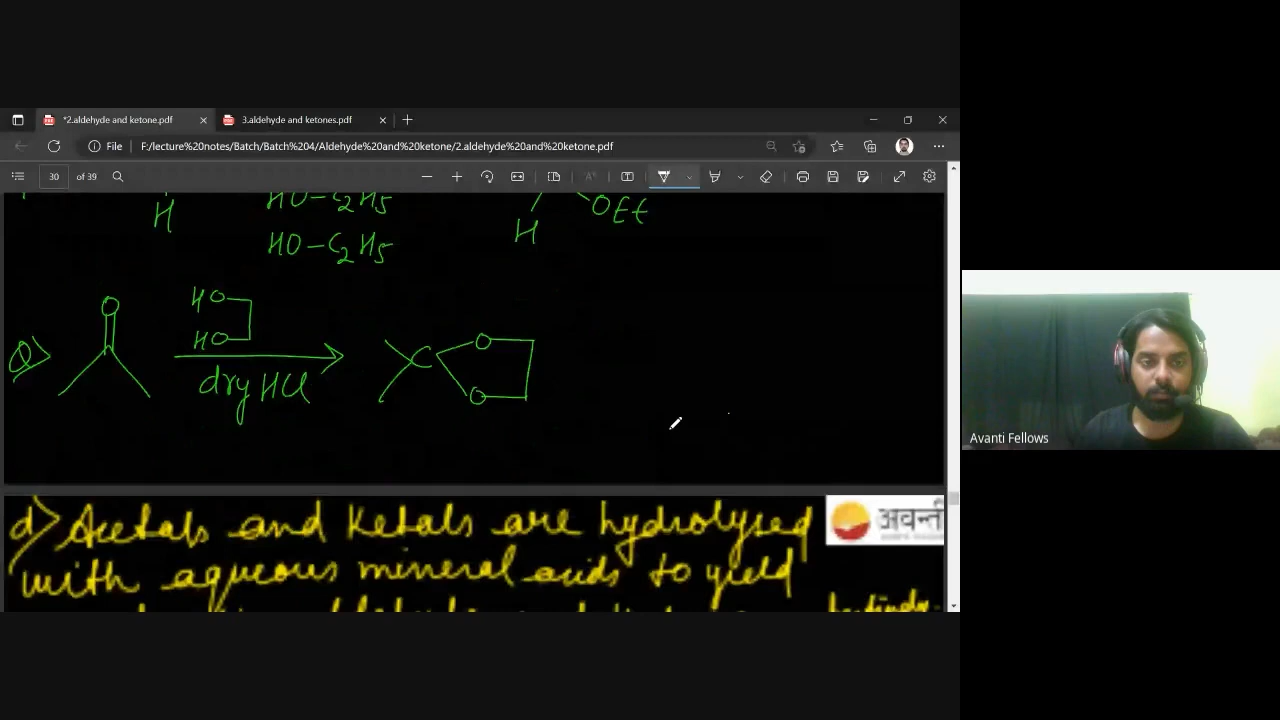 *2.aldehyde and ketone.pdf
3.aldehyde and ketones.pdf
File
F:/lecture%20notes/Batch/Batch%204/Aldehyde%20and%20ketone/2.aldehyde%20and%20ketone.pdf
30 of 39
H
HO-C2H5
HO-C2H5
H
OEt
Q>
O
HO
HO
dry HCl
C
O
O
d> Acetals and Ketals are hydrolysed
with aqueous mineral acids to yield
अवन्ती
Avanti Fellows